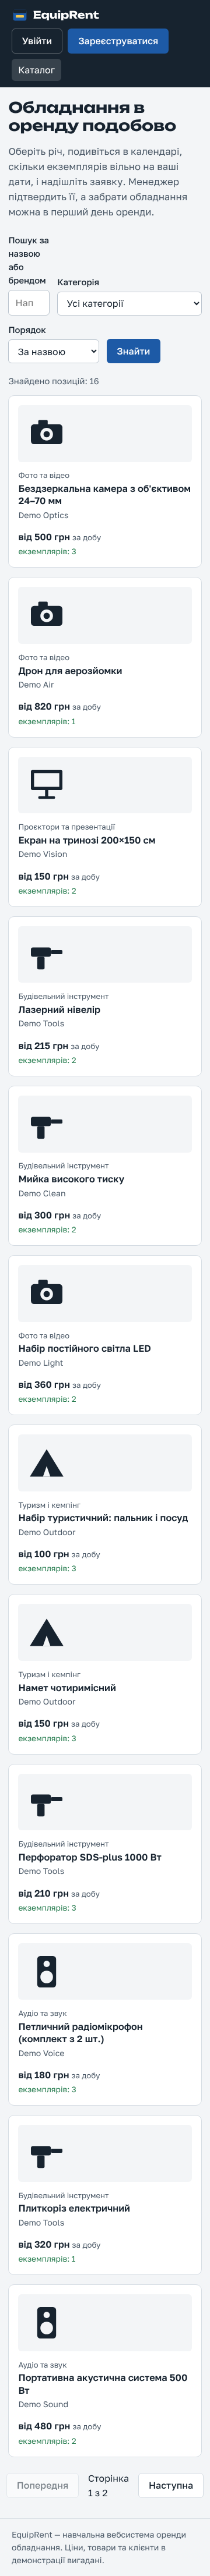 EquipRent
Увійти
Зареєструватися
Каталог
Обладнання в
оренду подобово
Оберіть річ, подивіться в календарі,
скільки екземплярів вільно на ваші
дати, і надішліть заявку. Менеджер
підтвердить її, а забрати обладнання
можна в перший день оренди.
Пошук за
назвою
або
брендом
Категорія
Нап
Усі категорії
Порядок
За назвою
Знайти
Знайдено позицій: 16
Фото та відео
Бездзеркальна камера з об'єктивом
24–70 мм
Demo Optics
від 500 грн за добу
екземплярів: 3
Фото та відео
Дрон для аерозйомки
Demo Air
від 820 грн за добу
екземплярів: 1
Проєктори та презентації
Екран на тринозі 200×150 см
Demo Vision
від 150 грн за добу
екземплярів: 2
Будівельний інструмент
Лазерний нівелір
Demo Tools
від 215 грн за добу
екземплярів: 2
Будівельний інструмент
Мийка високого тиску
Demo Clean
від 300 грн за добу
екземплярів: 2
Фото та відео
Набір постійного світла LED
Demo Light
від 360 грн за добу
екземплярів: 2
Туризм і кемпінг
Набір туристичний: пальник і посуд
Demo Outdoor
від 100 грн за добу
екземплярів: 3
Туризм і кемпінг
Намет чотиримісний
Demo Outdoor
від 150 грн за добу
екземплярів: 3
Будівельний інструмент
Перфоратор SDS-plus 1000 Вт
Demo Tools
від 210 грн за добу
екземплярів: 3
Аудіо та звук
Петличний радіомікрофон
(комплект з 2 шт.)
Demo Voice
від 180 грн за добу
екземплярів: 3
Будівельний інструмент
Плиткоріз електричний
Demo Tools
від 320 грн за добу
екземплярів: 1
Аудіо та звук
Портативна акустична система 500
Вт
Demo Sound
від 480 грн за добу
екземплярів: 2
Попередня
Сторінка
1 з 2
Наступна
EquipRent — навчальна вебсистема оренди
обладнання. Ціни, товари та клієнти в
демонстрації вигадані.